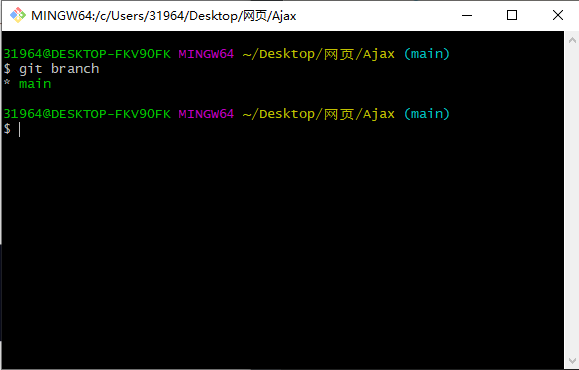 MINGW64:/c/Users/31964/Desktop/网页/Ajax
31964@DESKTOP-FKV90FK MINGW64 ~/Desktop/网页/Ajax (main)
$ git branch
* main
31964@DESKTOP-FKV90FK MINGW64 ~/Desktop/网页/Ajax (main)
$